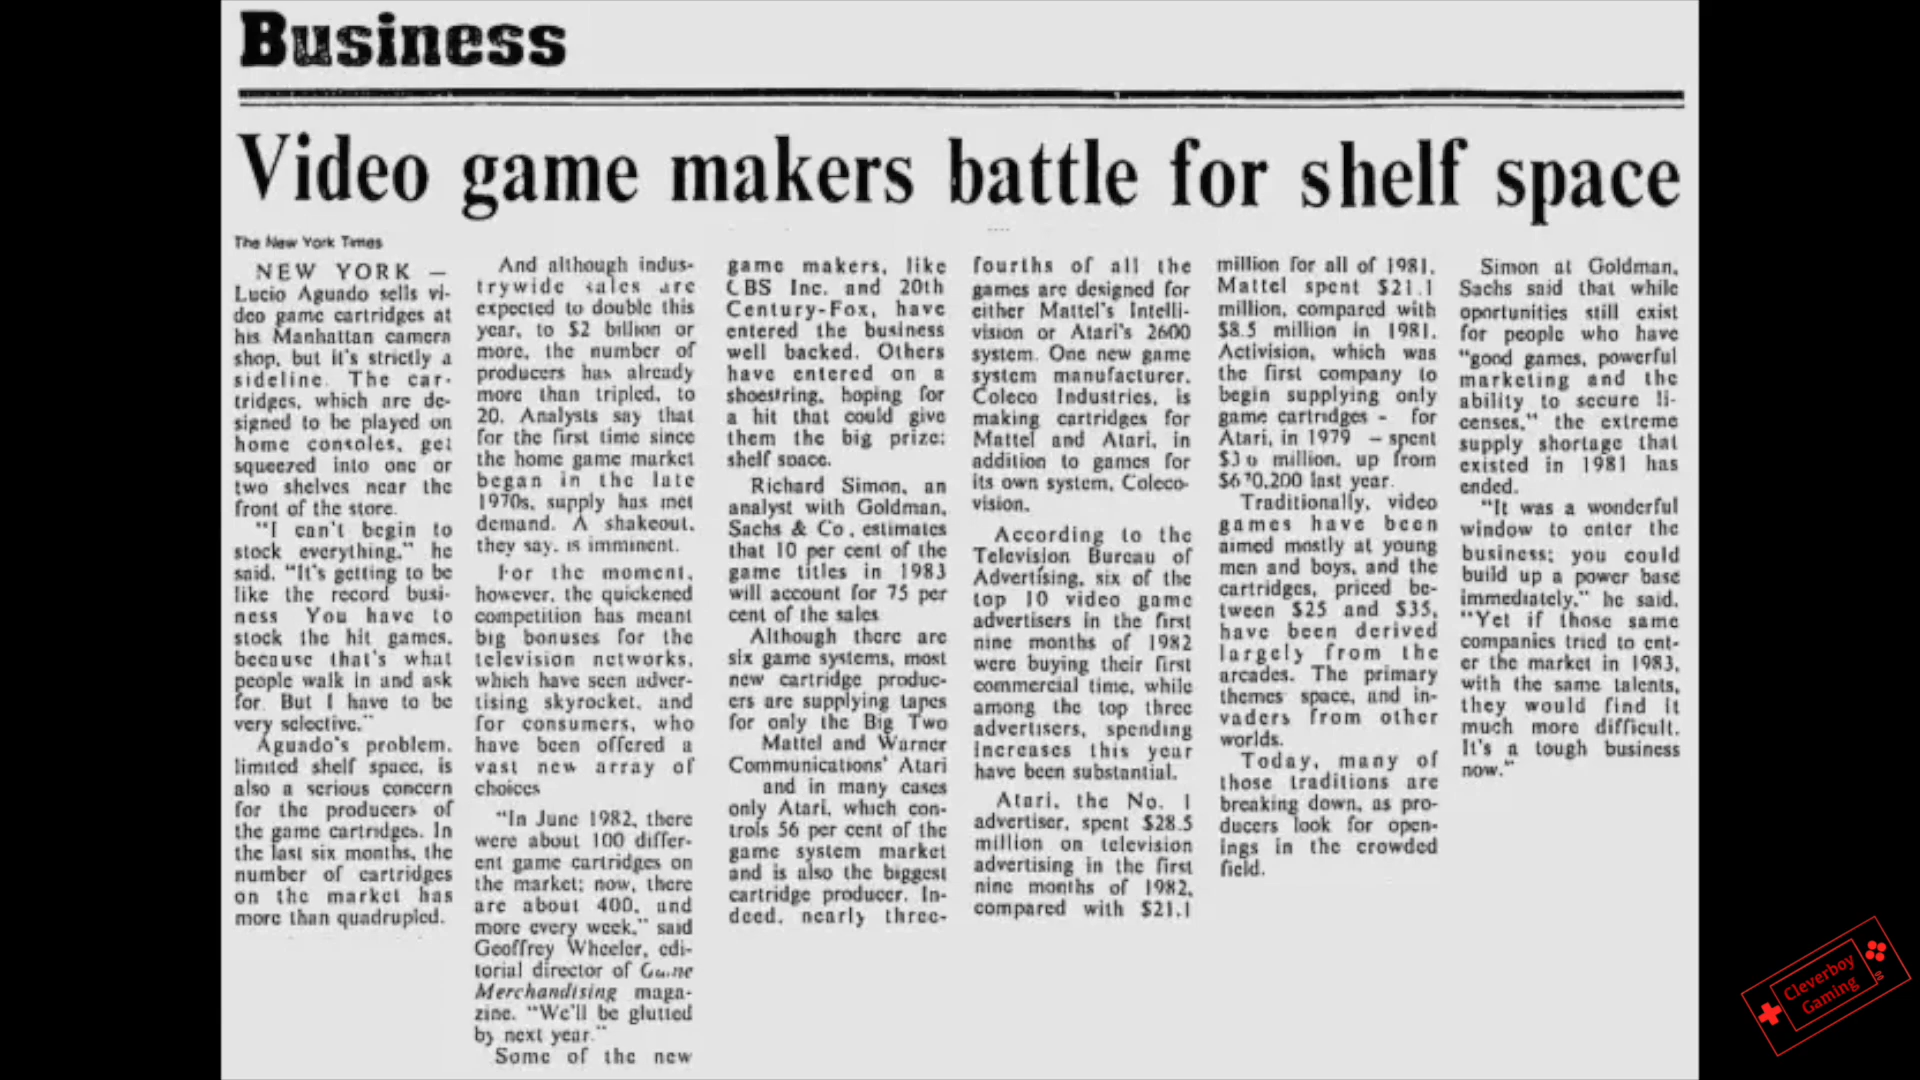 Business
Video game makers battle for shelf space
The New York Times
NEW YORK —
Lucio Aguado sells vi-
deo game cartridges at
his Manhattan camera
shop, but it's strictly a
sideline. The car-
tridges, which are de-
signed to be played on
home consoles, get
squeezed into one or
two shelves near the
front of the store.
"I can't begin to
stock everything," he
said. "It's getting to be
like the record busi-
ness You have to
stock the hit games,
because that's what
people walk in and ask
for. But I have to be
very selective."
Aguado's problem,
limited shelf space, is
also a serious concern
for the producers of
the game cartridges. In
the last six months, the
number of cartridges
on the market has
more than quadrupled.
And although indus-
trywide sales are
expected to double this
year, to $2 billion or
more, the number of
producers has already
more than tripled, to
20. Analysts say that
for the first time since
the home game market
began in the late
1970s, supply has met
demand. A shakeout,
they say, is imminent.
For the moment,
however, the quickened
competition has meant
big bonuses for the
television networks,
which have seen adver-
tising skyrocket, and
for consumers, who
have been offered a
vast new array of
choices
"In June 1982, there
were about 100 differ-
ent game cartridges on
the market; now, there
are about 400, and
more every week," said
Geoffrey Wheeler, edi-
torial director of Game
Merchandising maga-
zine. "We'll be glutted
by next year."
Some of the new
game makers, like
CBS Inc. and 20th
Century-Fox, have
entered the business
well backed. Others
have entered on a
shoestring, hoping for
a hit that could give
them the big prize:
shelf space.
Richard Simon, an
analyst with Goldman,
Sachs & Co, estimates
that 10 per cent of the
game titles in 1983
will account for 75 per
cent of the sales
Although there are
six game systems, most
new cartridge produc-
ers are supplying tapes
for only the Big Two
Mattel and Warner
Communications' Atari
and in many cases
only Atari, which con-
trols 56 per cent of the
game system market
and is also the biggest
cartridge producer. In-
deed, nearly three-
fourths of all the
games are designed for
either Mattel's Intelli-
vision or Atari's 2600
system. One new game
system manufacturer,
Coleco Industries, is
making cartridges for
Mattel and Atari, in
addition to games for
its own system, Coleco-
vision.
According to the
Television Bureau of
Advertising, six of the
top 10 video game
advertisers in the first
nine months of 1982
were buying their first
commercial time, while
among the top three
advertisers, spending
increases this year
have been substantial.
Atari, the No. 1
advertiser, spent $28.5
million on television
advertising in the first
nine months of 1982,
compared with $21.1
million for all of 1981.
Mattel spent $21.1
million, compared with
$8.5 million in 1981.
Activision, which was
the first company to
begin supplying only
game cartridges - for
Atari, in 1979 — spent
million, up from
last year.
Traditionally, video
games have been
aimed mostly at young
men and boys, and the
cartridges, priced be-
tween $25 and $35,
have been derived
largely from the
arcades. The primary
themes space, and in-
vaders from other
worlds.
Today, many of
those traditions are
breaking down, as pro-
ducers look for open-
ings in the crowded
field.
Simon at Goldman,
Sachs said that while
oportunities still exist
for people who have
"good games, powerful
marketing and the
ability to secure li-
censes," the extreme
supply shortage that
existed in 1981 has
ended.
"It was a wonderful
window to enter the
business; you could
build up a power base
immediately," he said.
"Yet if those same
companies tried to ent-
er the market in 1983,
with the same talents,
they would find it
much more difficult.
It's a tough business
now."
Cleverboy
Gaming